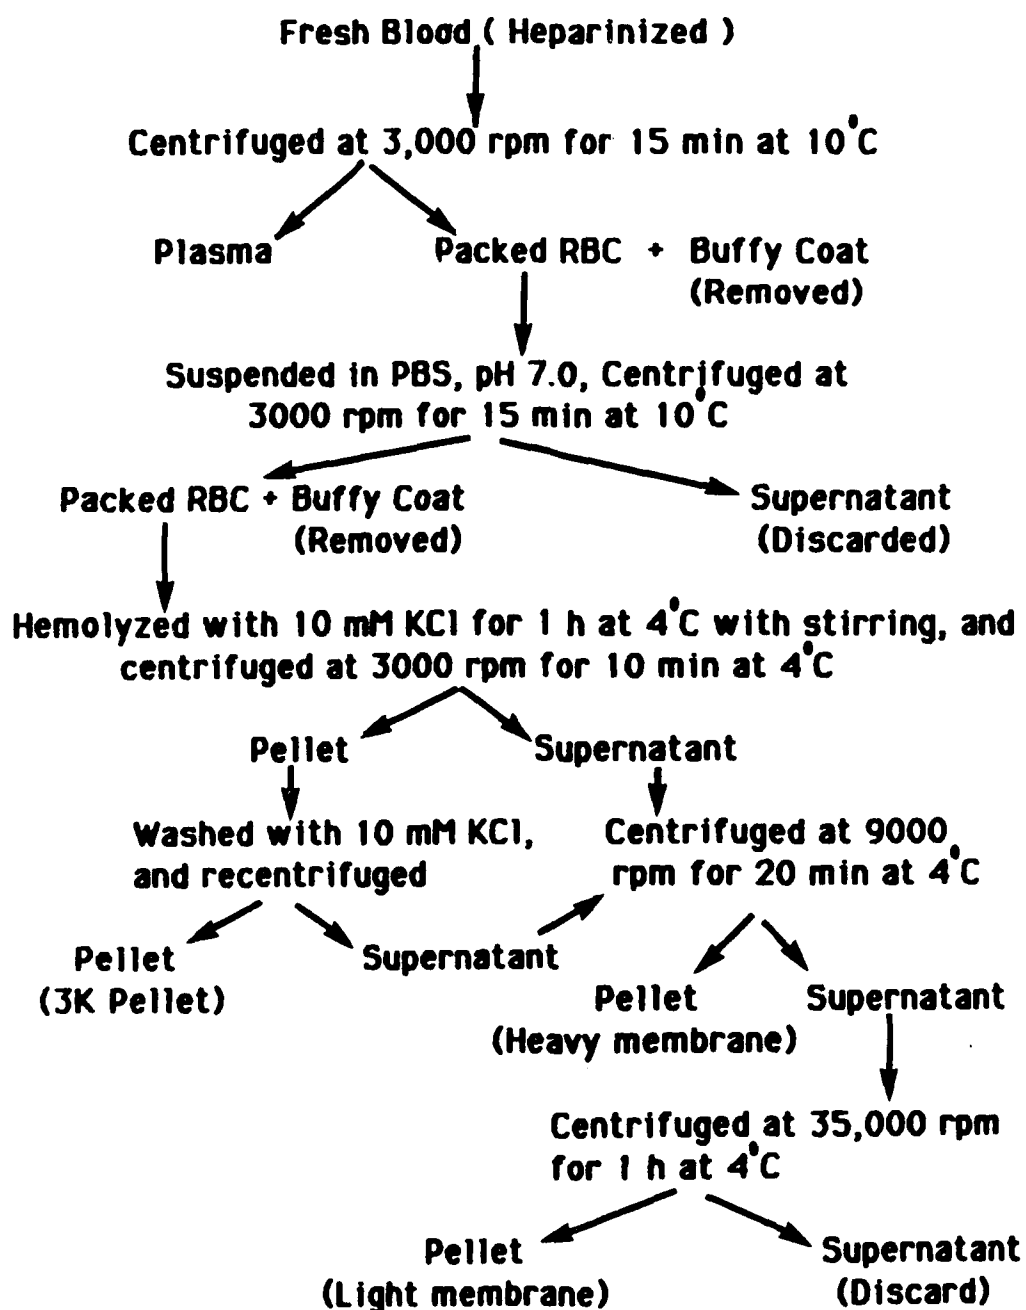 Fresh Blood ( Heparinized )
Centrifuged at 3,000 rpm for 15 min at 10°C
Plasma
Packed RBC + Buffy Coat
(Removed)
Suspended in PBS, pH 7.0, Centrifuged at
3000 rpm for 15 min at 10°C
Packed RBC + Buffy Coat
(Removed)
Supernatant
(Discarded)
Hemolyzed with 10 mM KCl for 1 h at 4°C with stirring, and
centrifuged at 3000 rpm for 10 min at 4°C
Pellet
Supernatant
Washed with 10 mM KCl,
and recentrifuged
Centrifuged at 9000
rpm for 20 min at 4°C
Pellet
(3K Pellet)
Supernatant
Pellet
(Heavy membrane)
Supernatant
Centrifuged at 35,000 rpm
for 1 h at 4°C
Pellet
(Light membrane)
Supernatant
(Discard)